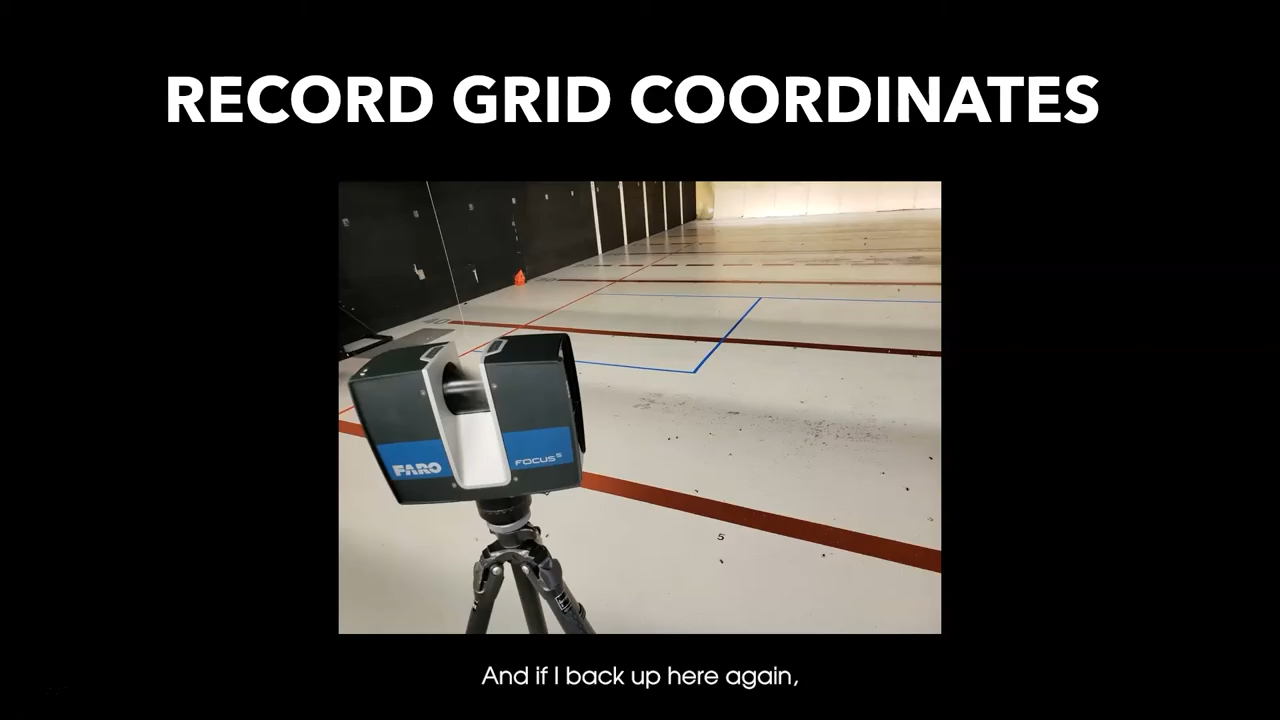 RECORD GRID COORDINATES
FARO
FOCUS S
5
And if I back up here again,